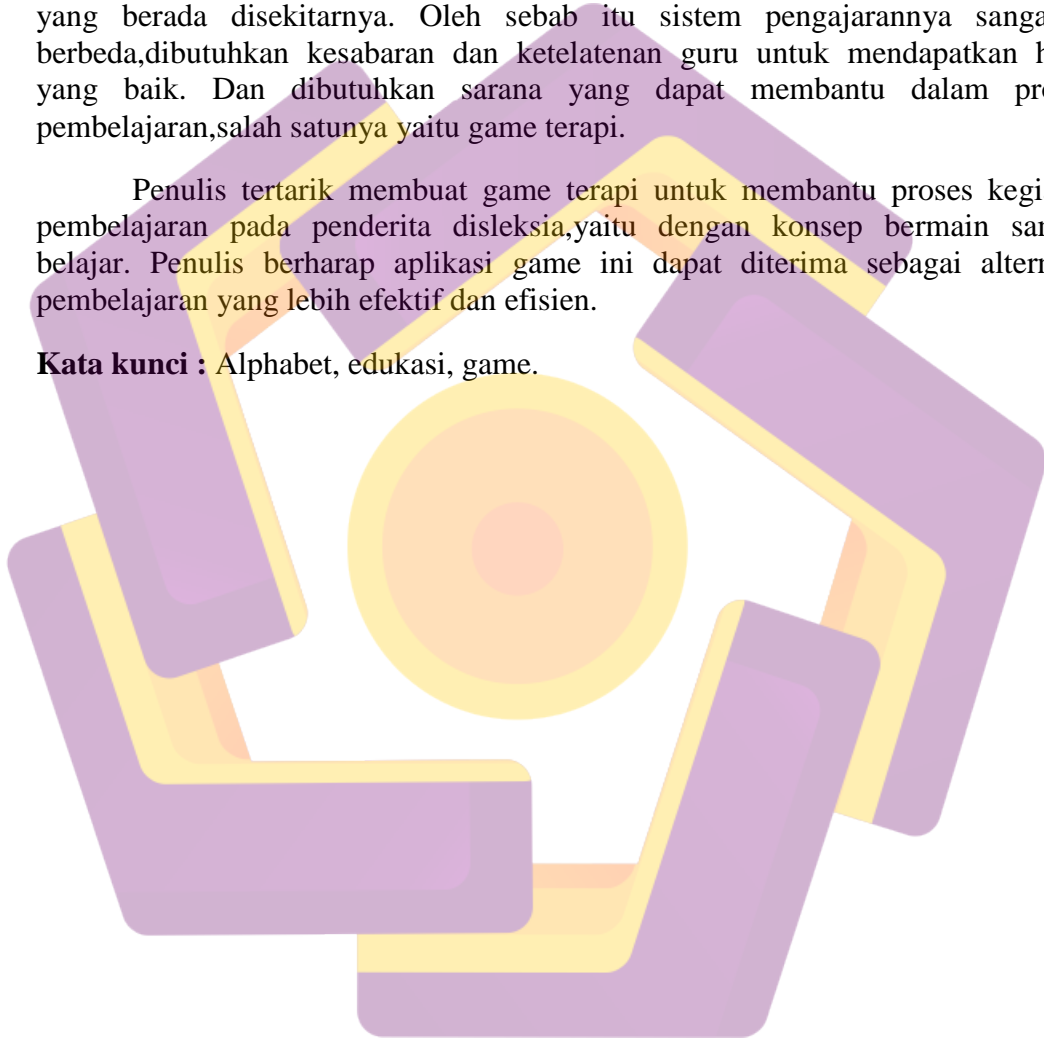 yang berada disekitarnya. Oleh sebab itu sistem pengajarannya sanga
berbeda,dibutuhkan kesabaran dan ketelatenan guru untuk mendapatkan h
yang baik. Dan dibutuhkan sarana yang dapat membantu dalam pro
pembelajaran,salah satunya yaitu game terapi.
Penulis tertarik membuat game terapi untuk membantu proses kegi
pembelajaran pada penderita disleksia,yaitu dengan konsep bermain sam
belajar. Penulis berharap aplikasi game ini dapat diterima sebagai altern
pembelajaran yang lebih efektif dan efisien.
Kata kunci : Alphabet, edukasi, game.